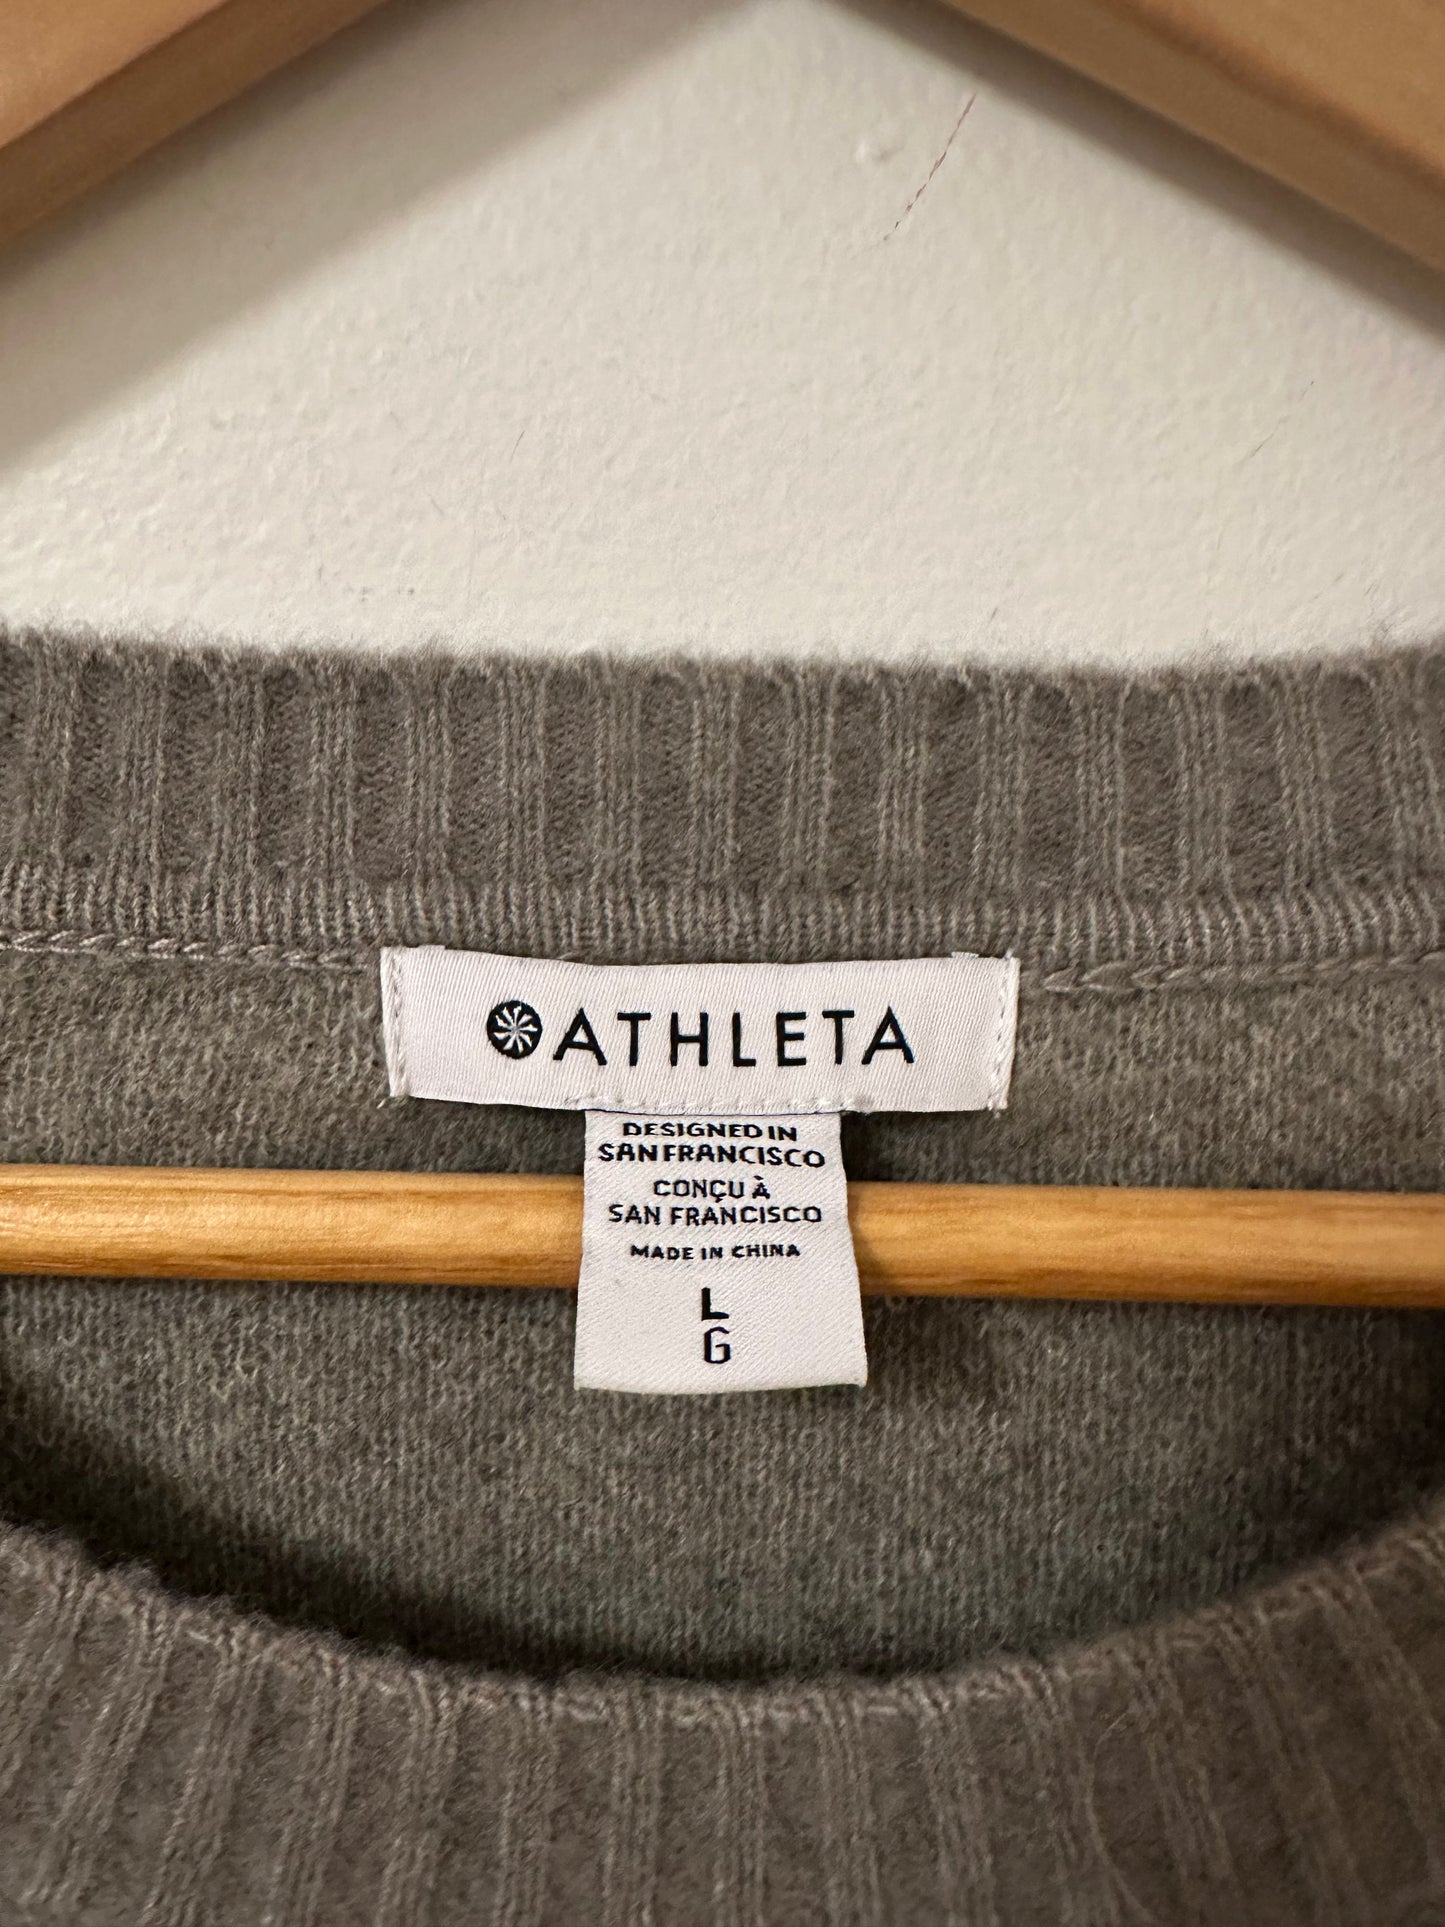 ATHLETA
DESIGNED IN
SAN FRANCISCO
CONÇU À
SAN FRANCISCO
MADE IN CHINA
L
G